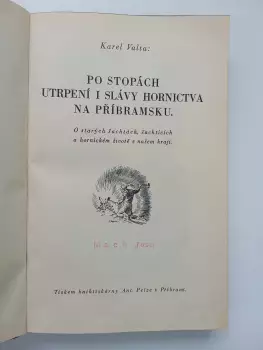 Karel Valta:
PO STOPÁCH
UTRPENÍ I SLÁVY HORNICTVA
NA PŘÍBRAMSKU.
O starých šachtách, šachticích
a hornickém životě v našem kraji.
Tiskem knihtiskárny Ant. Pelze v Příbrami.